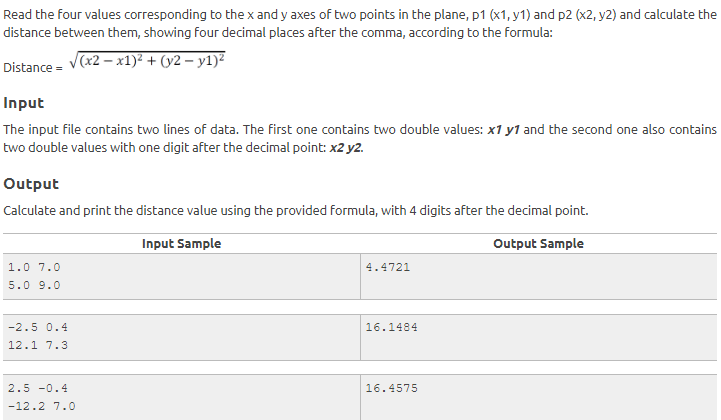 Read the four values corresponding to the x and y axes of two points in the plane, p1 (x1, y1) and p2 (x2, y2) and calculate the
distance between them, showing four decimal places after the comma, according to the formula:
Distance = √(x2 − x1)² + (y2 − y1)²
Input
The input file contains two lines of data. The first one contains two double values: x1 y1 and the second one also contains
two double values with one digit after the decimal point: x2 y2.
Output
Calculate and print the distance value using the provided formula, with 4 digits after the decimal point.
Input Sample Output Sample
1.0 7.0 4.4721
5.0 9.0
-2.5 0.4 16.1484
12.1 7.3
2.5 -0.4 16.4575
-12.2 7.0